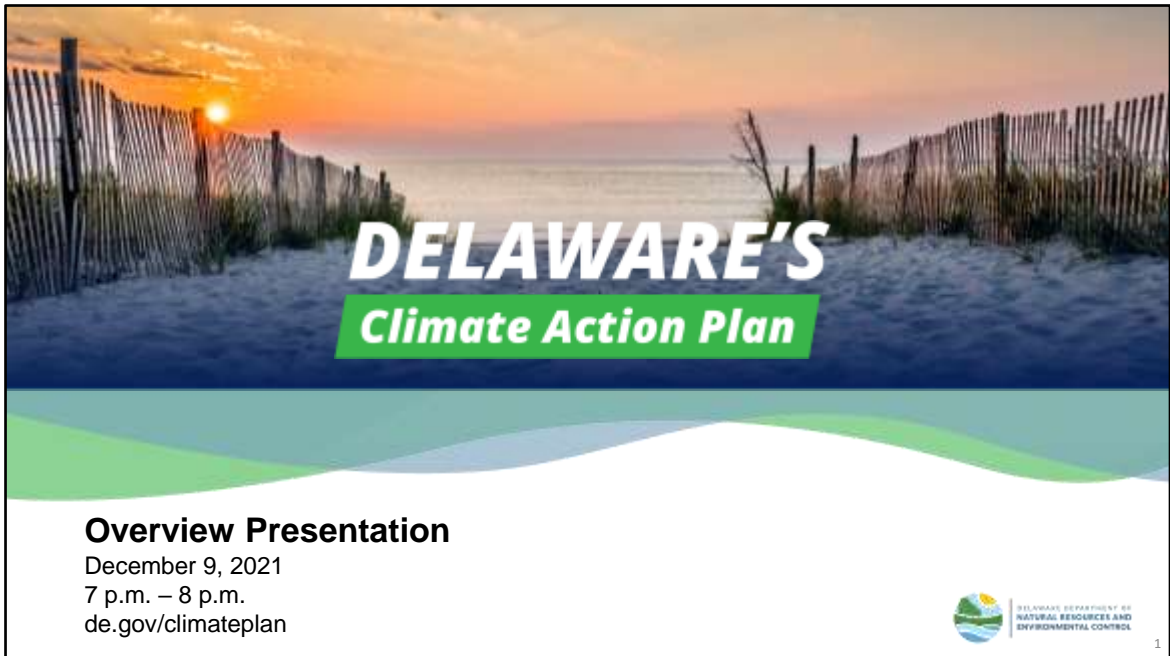 DELAWARE'S
Climate Action Plan
Overview Presentation
December 9, 2021
7 p.m. – 8 p.m.
de.gov/climateplan
DELAWARE DEPARTMENT OF
NATURAL RESOURCES AND
ENVIRONMENTAL CONTROL
1